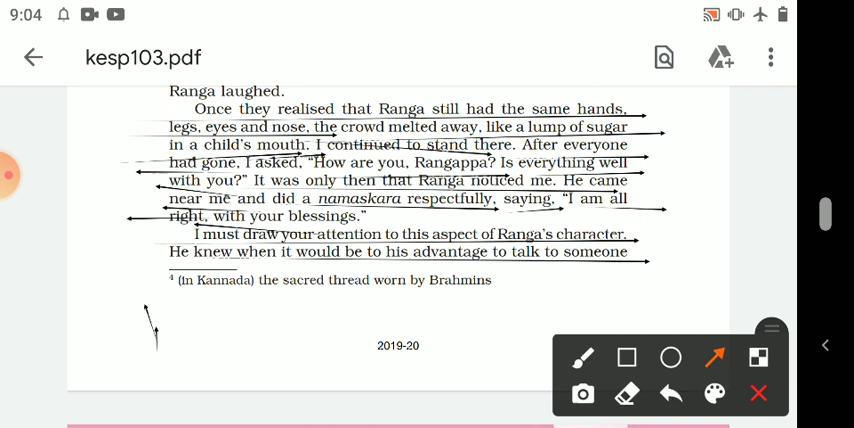 9:04
kesp103.pdf
Ranga laughed.
Once they realised that Ranga still had the same hands,
legs, eyes and nose, the crowd melted away, like a lump of sugar
in a child's mouth. I continued to stand there. After everyone
had gone, I asked, “How are you, Rangappa? Is everything well
with you?” It was only then that Ranga noticed me. He came
near me and did a namaskara respectfully, saying, “I am all
right, with your blessings.”
I must draw your attention to this aspect of Ranga's character.
He knew when it would be to his advantage to talk to someone
4 (in Kannada) the sacred thread worn by Brahmins
2019-20